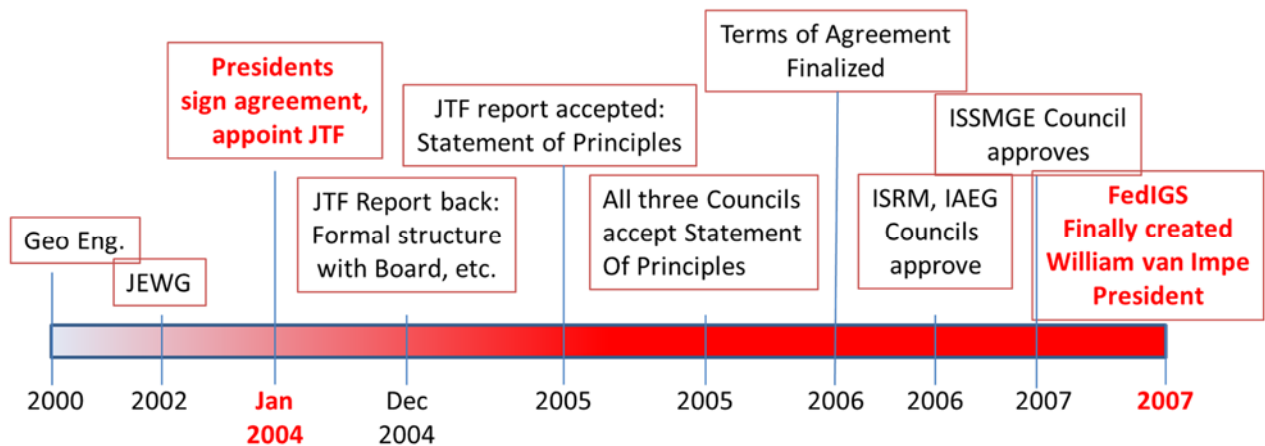 Geo Eng.
JEWG
Presidents
sign agreement,
appoint JTF
JTF Report back:
Formal structure
with Board, etc.
JTF report accepted:
Statement of Principles
All three Councils
accept Statement
Of Principles
Terms of Agreement
Finalized
ISRM, IAEG
Councils
approve
ISSMGE Council
approves
FedIGS
Finally created
William van Impe
President
2000
2002
Jan
2004
Dec
2004
2005
2005
2006
2006
2007
2007